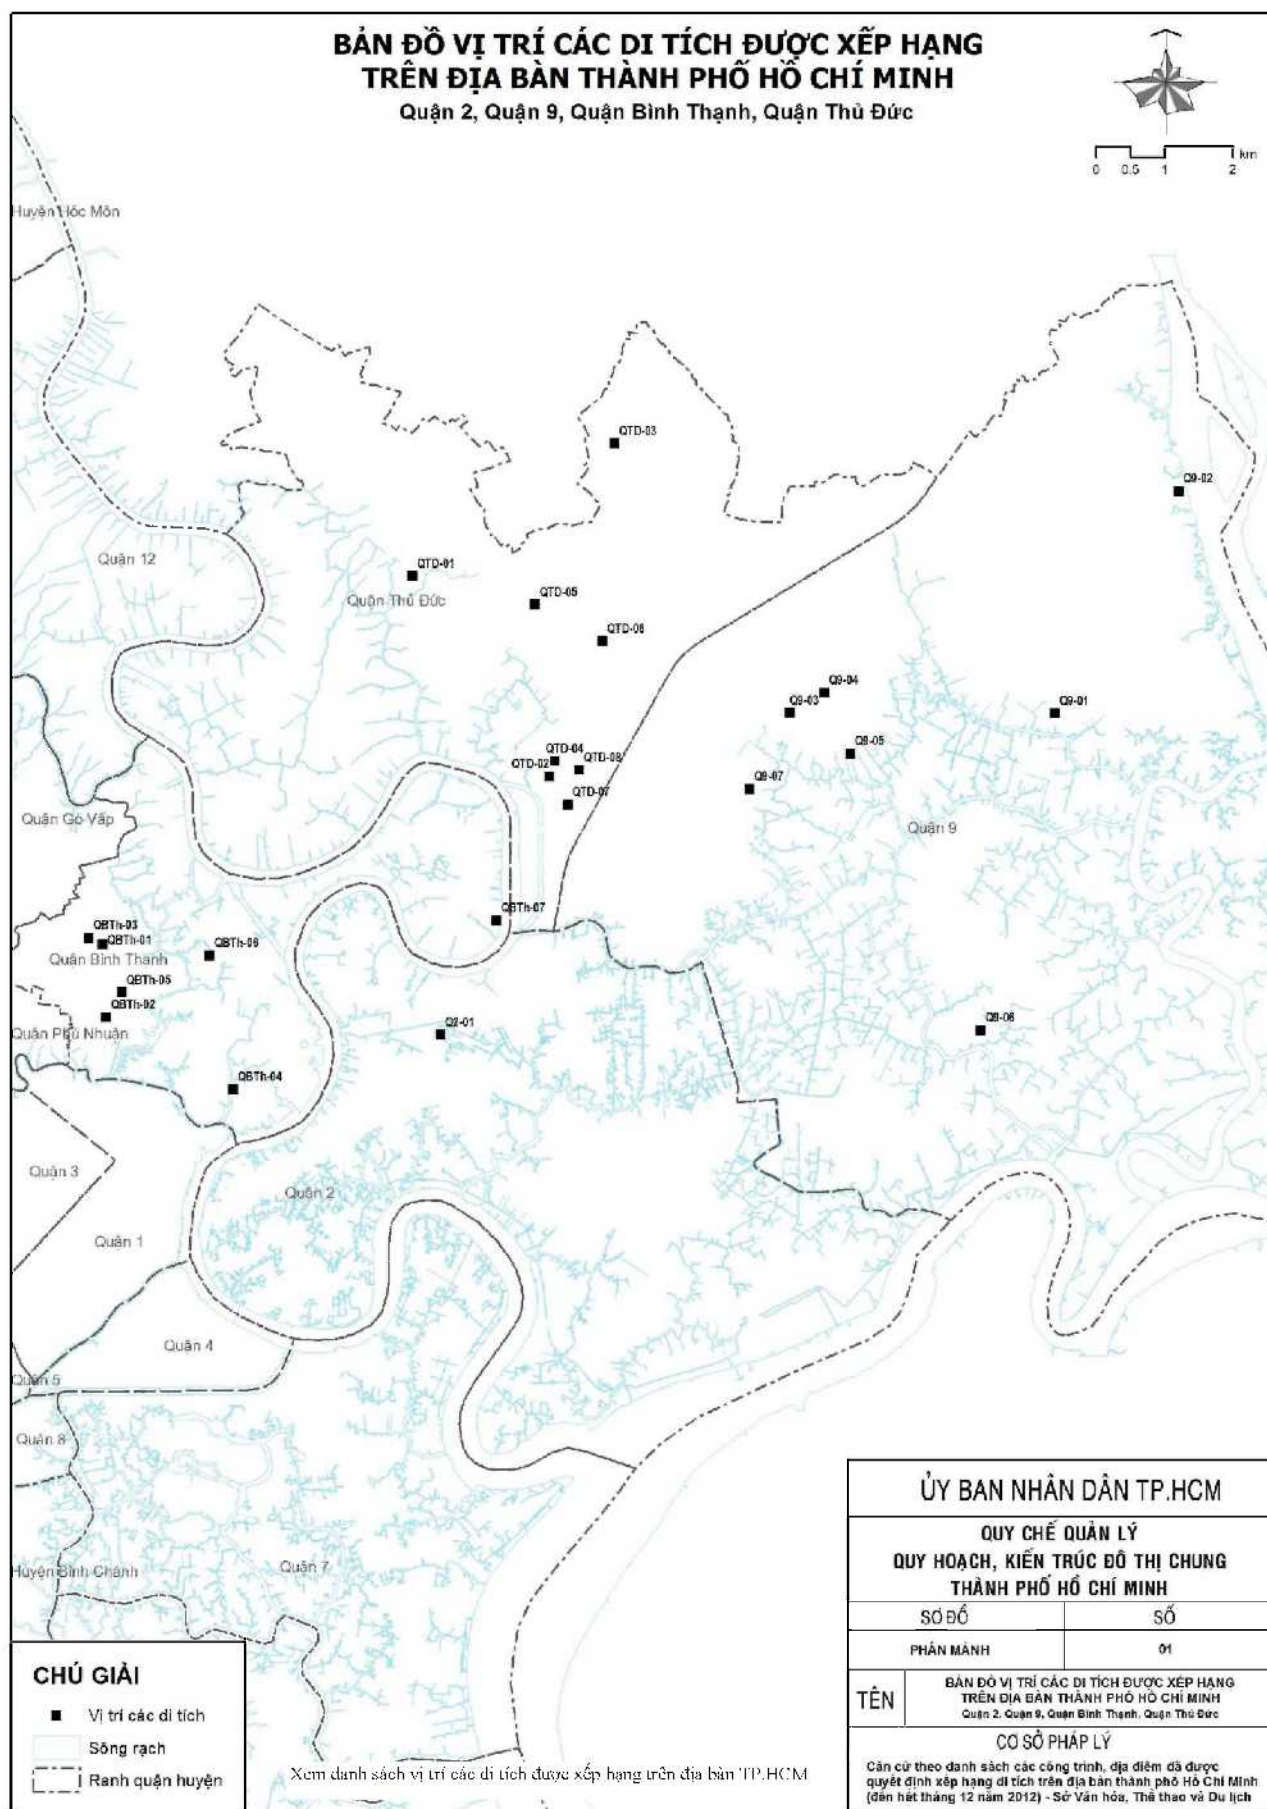 BẢN ĐỒ VỊ TRÍ CÁC DI TÍCH ĐƯỢC XẾP HẠNG
TRÊN ĐỊA BÀN THÀNH PHỐ HỒ CHÍ MINH
Quận 2, Quận 9, Quận Bình Thạnh, Quận Thủ Đức
km
0 0.5 1 2
Huyện Hóc Môn
QTD-03
Q9-02
Quận 12
QTD-01
Quận Thủ Đức
QTD-05
QTD-06
Q9-04
Q9-03
Q9-01
Q9-05
QTD-04
QTD-02
QTD-08
Q9-07
QTD-07
Quận Gò Vấp
Quận 9
QBTh-07
QBTh-03
QBTh-01
QBTh-06
Quận Bình Thạnh
QBTh-05
QBTh-02
Quận Phú Nhuận
Q2-01
Q9-06
QBTh-04
Quận 3
Quận 2
Quận 1
Quận 4
Quận 5
Quận 8
Huyện Bình Chánh
Quận 7
CHÚ GIẢI
Vị trí các di tích
Sông rạch
Ranh quận huyện
Xem danh sách vị trí các di tích được xếp hạng trên địa bàn TP.HCM
ỦY BAN NHÂN DÂN TP.HCM
QUY CHẾ QUẢN LÝ
QUY HOẠCH, KIẾN TRÚC ĐÔ THỊ CHUNG
THÀNH PHỐ HỒ CHÍ MINH
SƠ ĐỒ SỐ
PHÂN MẢNH 01
TÊN
BẢN ĐỒ VỊ TRÍ CÁC DI TÍCH ĐƯỢC XẾP HẠNG
TRÊN ĐỊA BÀN THÀNH PHỐ HỒ CHÍ MINH
Quận 2, Quận 9, Quận Bình Thạnh, Quận Thủ Đức
CƠ SỞ PHÁP LÝ
Căn cứ theo danh sách các công trình, địa điểm đã được
quyết định xếp hạng di tích trên địa bàn thành phố Hồ Chí Minh
(đến hết tháng 12 năm 2012) - Sở Văn hóa, Thể thao và Du lịch